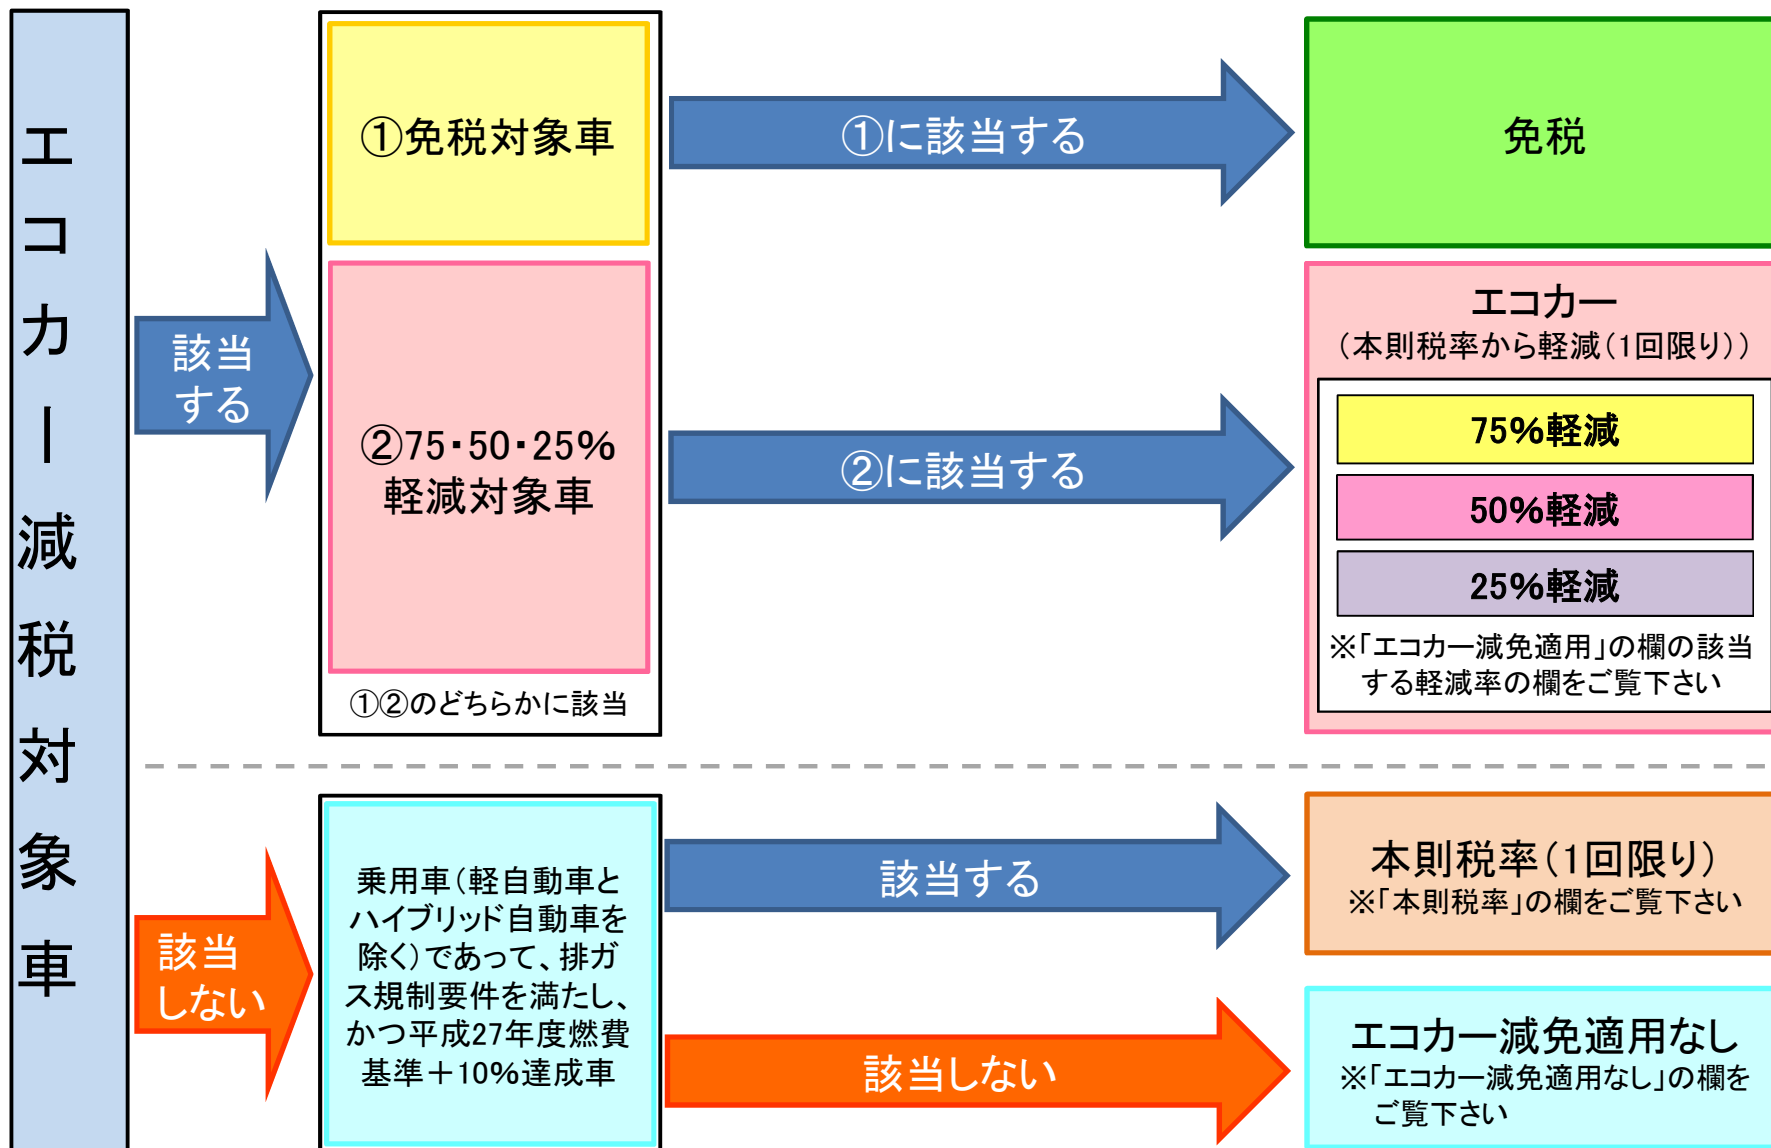 エコカー減税対象車
①免税対象車
①に該当する
免税
該当
する
②75・50・25%
軽減対象車
①②のどちらかに該当
②に該当する
エコカー
（本則税率から軽減（1回限り））
75%軽減
50%軽減
25%軽減
※「エコカー減免適用」の欄の該当
する軽減率の欄をご覧下さい
該当
しない
乗用車（軽自動車と
ハイブリッド自動車を
除く）であって、排ガ
ス規制要件を満たし、
かつ平成27年度燃費
基準＋10%達成車
該当する
本則税率（1回限り）
※「本則税率」の欄をご覧下さい
該当しない
エコカー減免適用なし
※「エコカー減免適用なし」の欄を
ご覧下さい